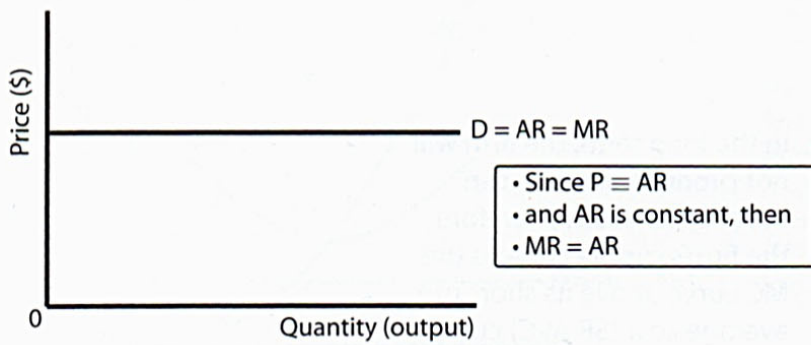 Price ($)
D = AR = MR
• Since P ≡ AR
• and AR is constant, then
• MR = AR
0
Quantity (output)